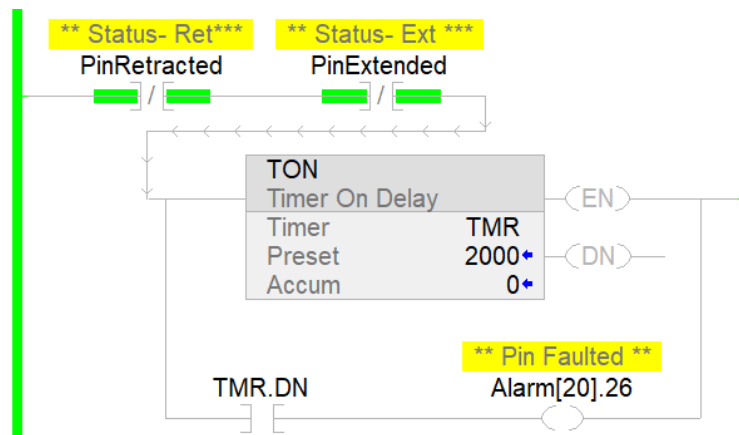 ** Status- Ret*** ** Status- Ext ***
PinRetracted PinExtended
TON
Timer On Delay
Timer TMR
Preset 2000
Accum 0
EN
DN
** Pin Faulted **
TMR.DN Alarm[20].26